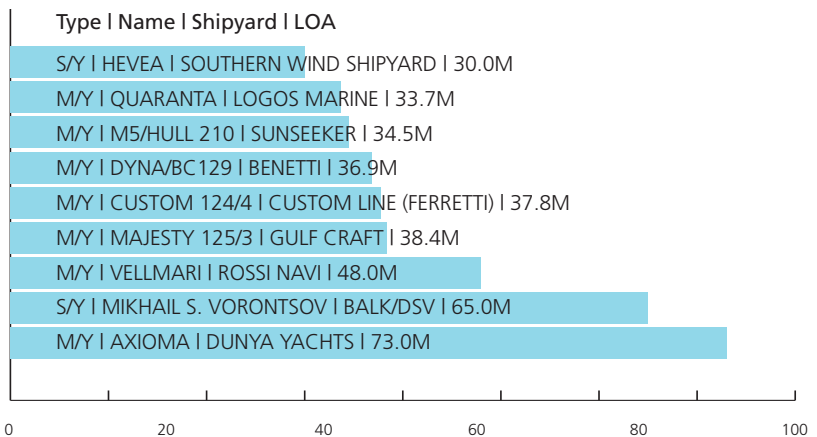 Type l Name l Shipyard l LOA
S/Y l HEVEA l SOUTHERN WIND SHIPYARD l 30.0M
M/Y l QUARANTA l LOGOS MARINE l 33.7M
M/Y l M5/HULL 210 l SUNSEEKER l 34.5M
M/Y l DYNA/BC129 l BENETTI l 36.9M
M/Y l CUSTOM 124/4 l CUSTOM LINE (FERRETTI) l 37.8M
M/Y l MAJESTY 125/3 l GULF CRAFT l 38.4M
M/Y l VELLMARI l ROSSI NAVI l 48.0M
S/Y l MIKHAIL S. VORONTSOV l BALK/DSV l 65.0M
M/Y l AXIOMA l DUNYA YACHTS l 73.0M
0 20 40 60 80 100